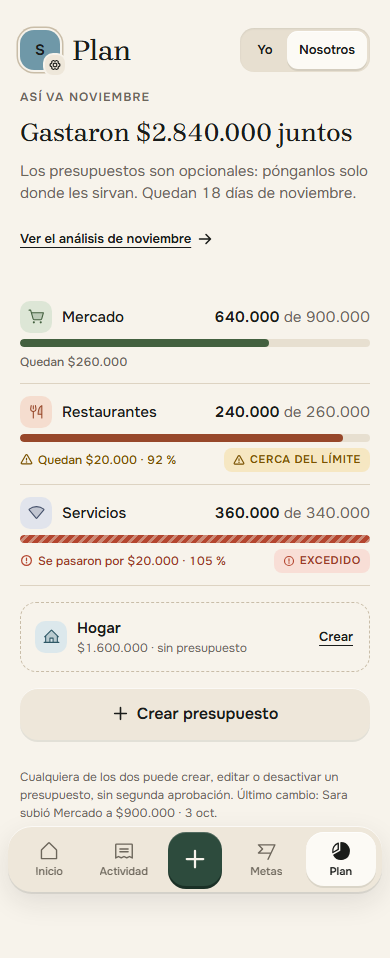 S
Plan
Yo
Nosotros
ASÍ VA NOVIEMBRE
Gastaron $2.840.000 juntos
Los presupuestos son opcionales: pónganlos solo
donde les sirvan. Quedan 18 días de noviembre.
Ver el análisis de noviembre →
Mercado
640.000 de 900.000
Quedan $260.000
Restaurantes
240.000 de 260.000
Quedan $20.000 · 92 %
CERCA DEL LÍMITE
Servicios
360.000 de 340.000
Se pasaron por $20.000 · 105 %
EXCEDIDO
Hogar
$1.600.000 · sin presupuesto
Crear
+ Crear presupuesto
Cualquiera de los dos puede crear, editar o desactivar un
presupuesto, sin segunda aprobación. Último cambio: Sara
subió Mercado a $900.000 · 3 oct.
Inicio
Actividad
+
Metas
Plan